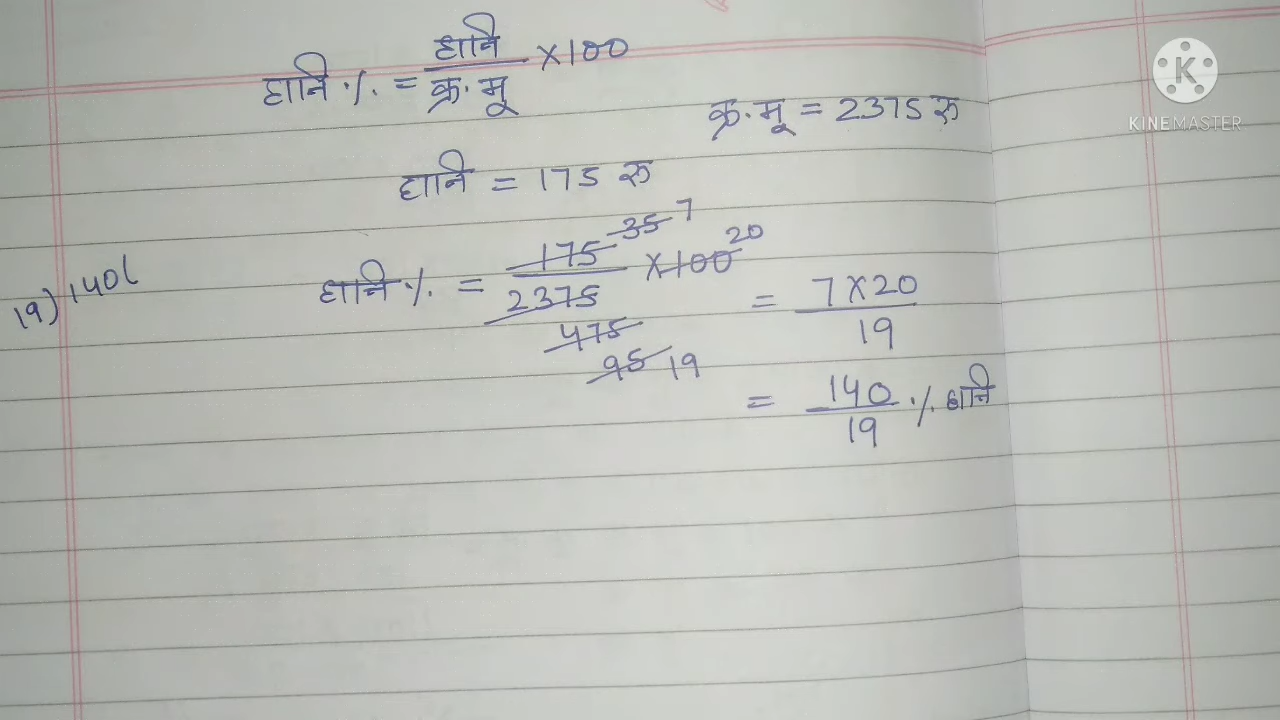 हानि % = हानि / क्र.मू × 100
KINEMASTER
क्र.मू = 2375 रु
हानि = 175 रु
हानि % = 175 35 7 / 2375 475 95 19 × 100 20 = 7 × 20 / 19
= 140 / 19 % हानि
19) 140 (